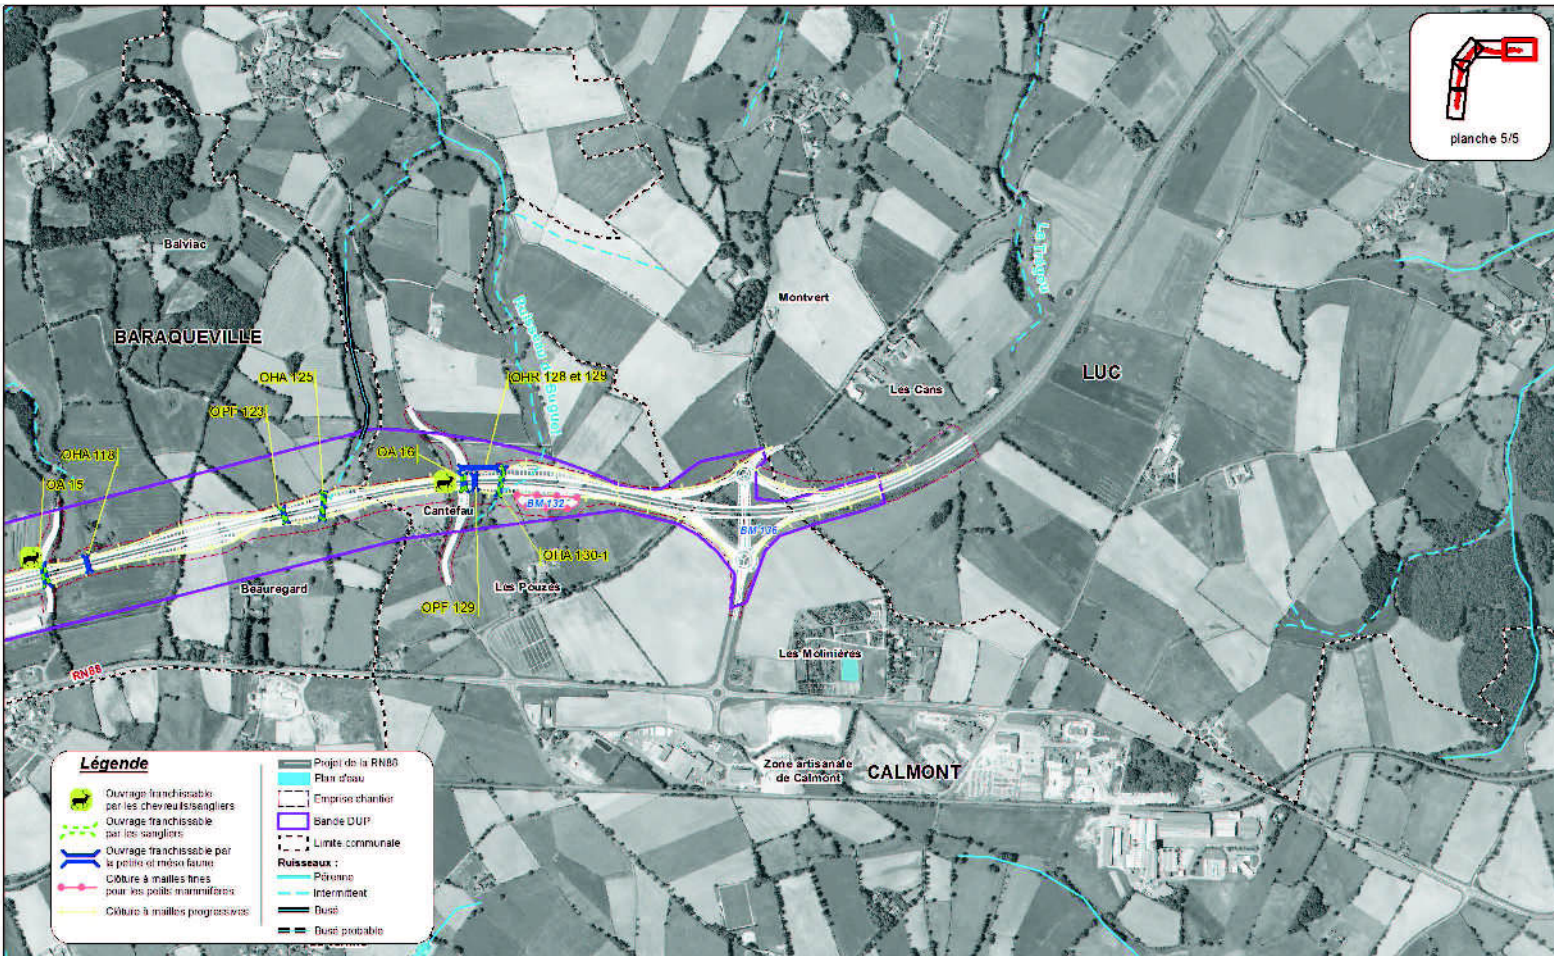 planche 5/5
Balviac
BARAQUEVILLE
Montvert
Les Cans
LUC
OHA 125
OPF 123
OHA 118
OA 15
OA 16
OHR 128 et 129
Cantefau
BM 132
BM 136
OHA 130-1
OPF 129
Beauregard
Les Pouzes
Les Molinières
RN88
Zone artisanale
de Calmont
CALMONT
Légende
Ouvrage franchissable
par les chevreuils/sangliers
Ouvrage franchissable
par les sangliers
Ouvrage franchissable par
la petite et méso faune
Clôture à mailles fines
pour les petits mammifères
Clôture à mailles progressives
Projet de la RN88
Plan d'eau
Emprise chantier
Bande DUP
Limite communale
Ruisseaux :
Pérenne
Intermittent
Busé
Busé probable